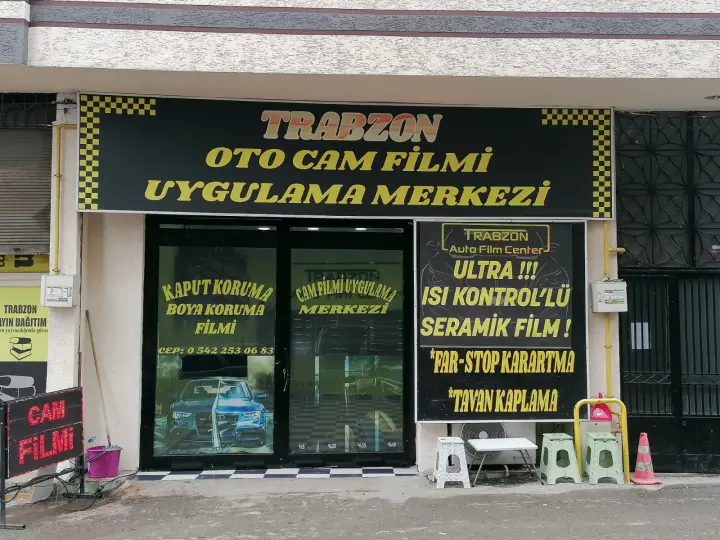 TRABZON
OTO CAM FİLMİ
UYGULAMA MERKEZİ
KAPUT KORUMA
BOYA KORUMA
FİLMİ
CEP: 0 542 253 06 83
CAM FİLMİ UYGULAMA
MERKEZİ
TRABZON
Auto Film Center
ULTRA !!!
ISI KONTROL'LÜ
SERAMİK FİLM !
*FAR-STOP KARARTMA
*TAVAN KAPLAMA
TRABZON
YAYIN DAĞITIM
CAM
FİLMİ